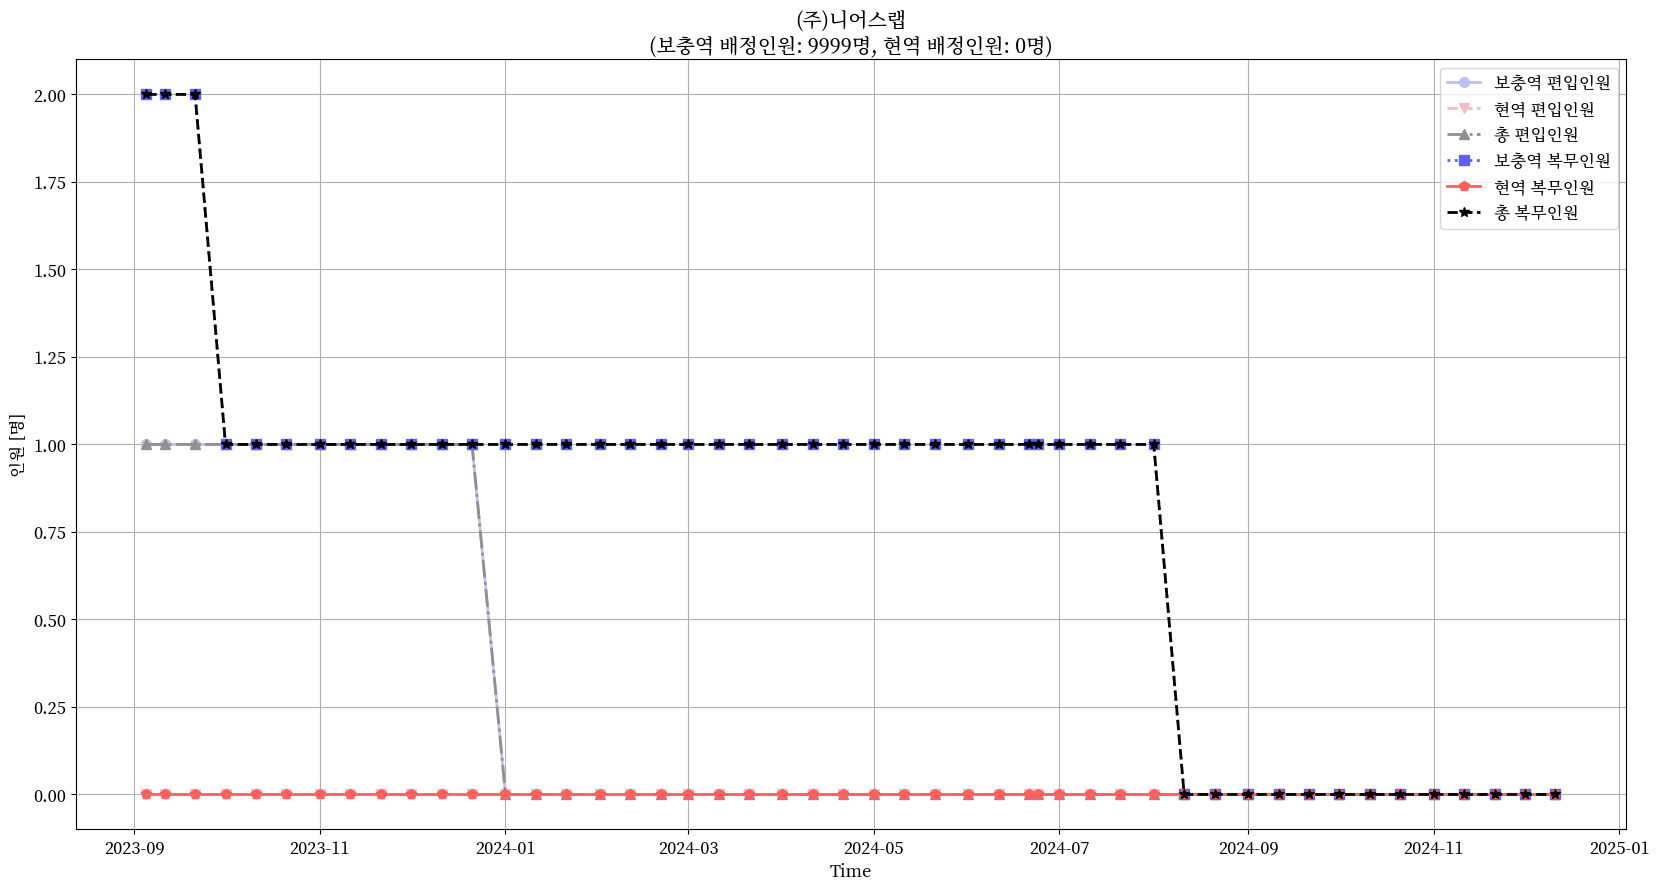 (주)니어스랩
(보충역 배정인원: 9999명, 현역 배정인원: 0명)
보충역 편입인원
현역 편입인원
총 편입인원
보충역 복무인원
현역 복무인원
총 복무인원
인원 [명]
2.00
1.75
1.50
1.25
1.00
0.75
0.50
0.25
0.00
2023-09
2023-11
2024-01
2024-03
2024-05
2024-07
2024-09
2024-11
2025-01
Time